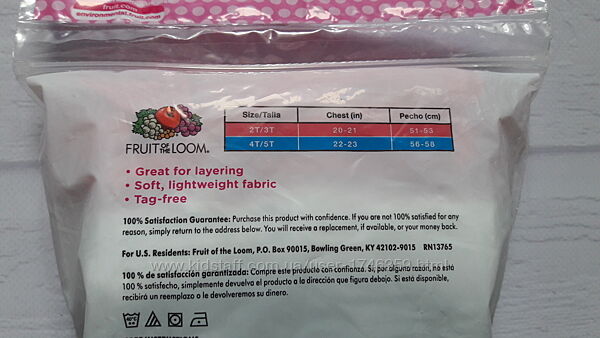 fruit.com
environmental.fruit.com
Size/Talla Chest (in) Pecho (cm)
2T/3T 20-21 51-53
4T/5T 22-23 56-58
FRUIT OF THE LOOM®
• Great for layering
• Soft, lightweight fabric
• Tag-free
100% Satisfaction Guarantee: Purchase this product with confidence. If you are not 100% satisfied for any
reason, simply return to the address below. You will receive a replacement, if available, or your money back.
For U.S. Residents: Fruit of the Loom, P.O. Box 90015, Bowling Green, KY 42102-9015 RN13765
www.kidstaff.com.ua/user-1746959.html
100 % de satisfacción garantizada: Compre este producto con confianza. Si, por alguna razón, no está
100 % satisfecho, simplemente devuelva el producto a la dirección que figura debajo. Si está disponible,
recibirá un reemplazo o le devolveremos su dinero.